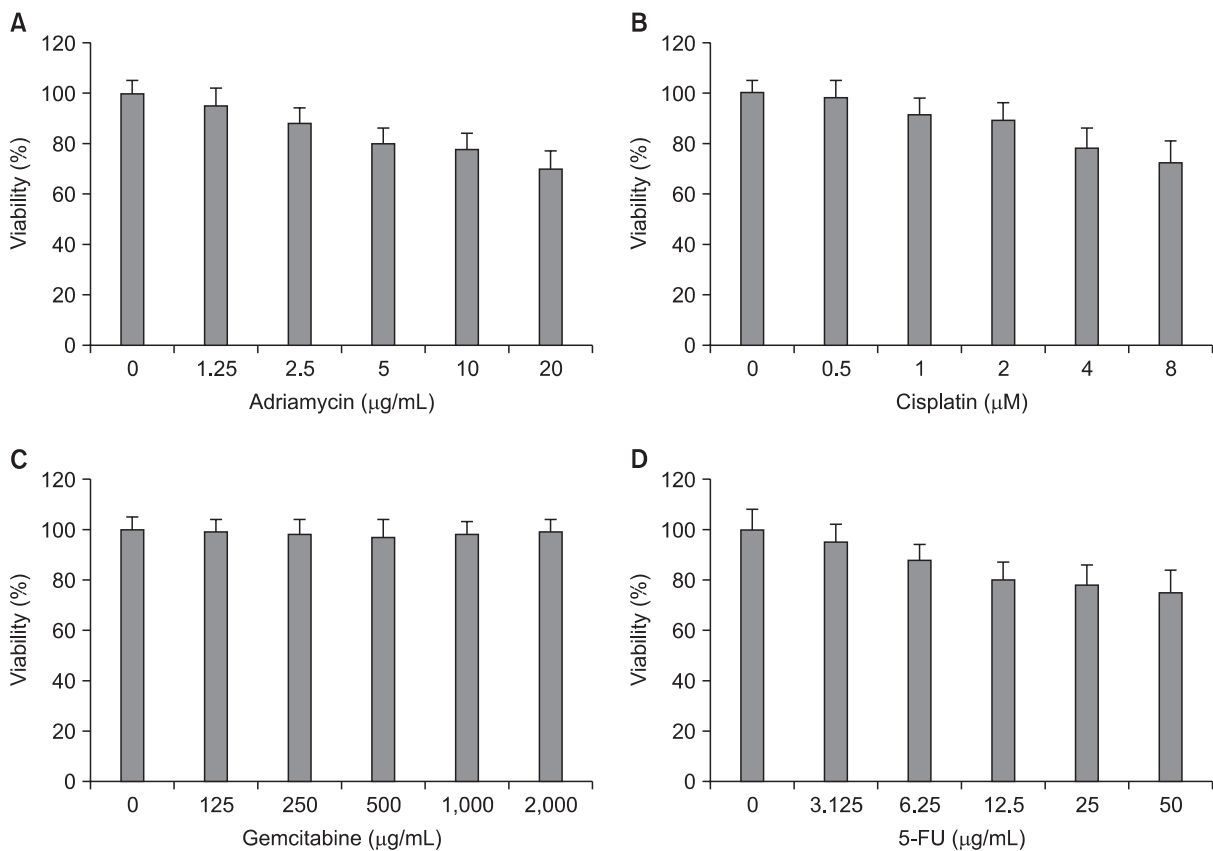 A
120
100
80
60
40
20
0
Viability (%)
0 1.25 2.5 5 10 20
Adriamycin (μg/mL)
B
120
100
80
60
40
20
0
Viability (%)
0 0.5 1 2 4 8
Cisplatin (μM)
C
120
100
80
60
40
20
0
Viability (%)
0 125 250 500 1,000 2,000
Gemcitabine (μg/mL)
D
120
100
80
60
40
20
0
Viability (%)
0 3.125 6.25 12.5 25 50
5-FU (μg/mL)